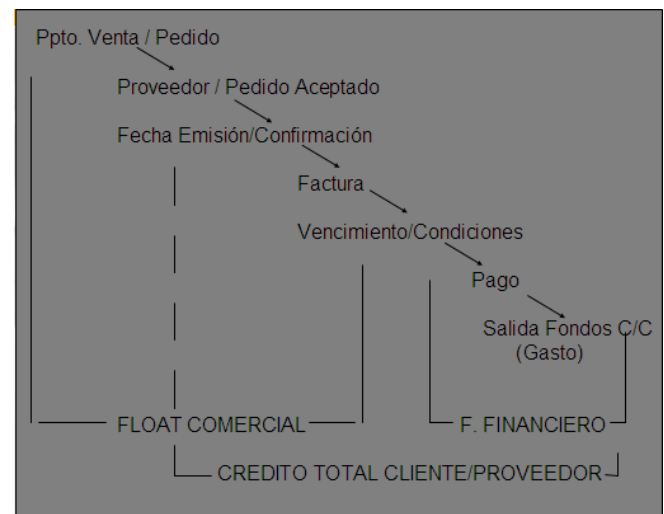 Ppto. Venta / Pedido
Proveedor / Pedido Aceptado
Fecha Emisión/Confirmación
Factura
Vencimiento/Condiciones
Pago
Salida Fondos C/C
(Gasto)
FLOAT COMERCIAL
F. FINANCIERO
CREDITO TOTAL CLIENTE/PROVEEDOR